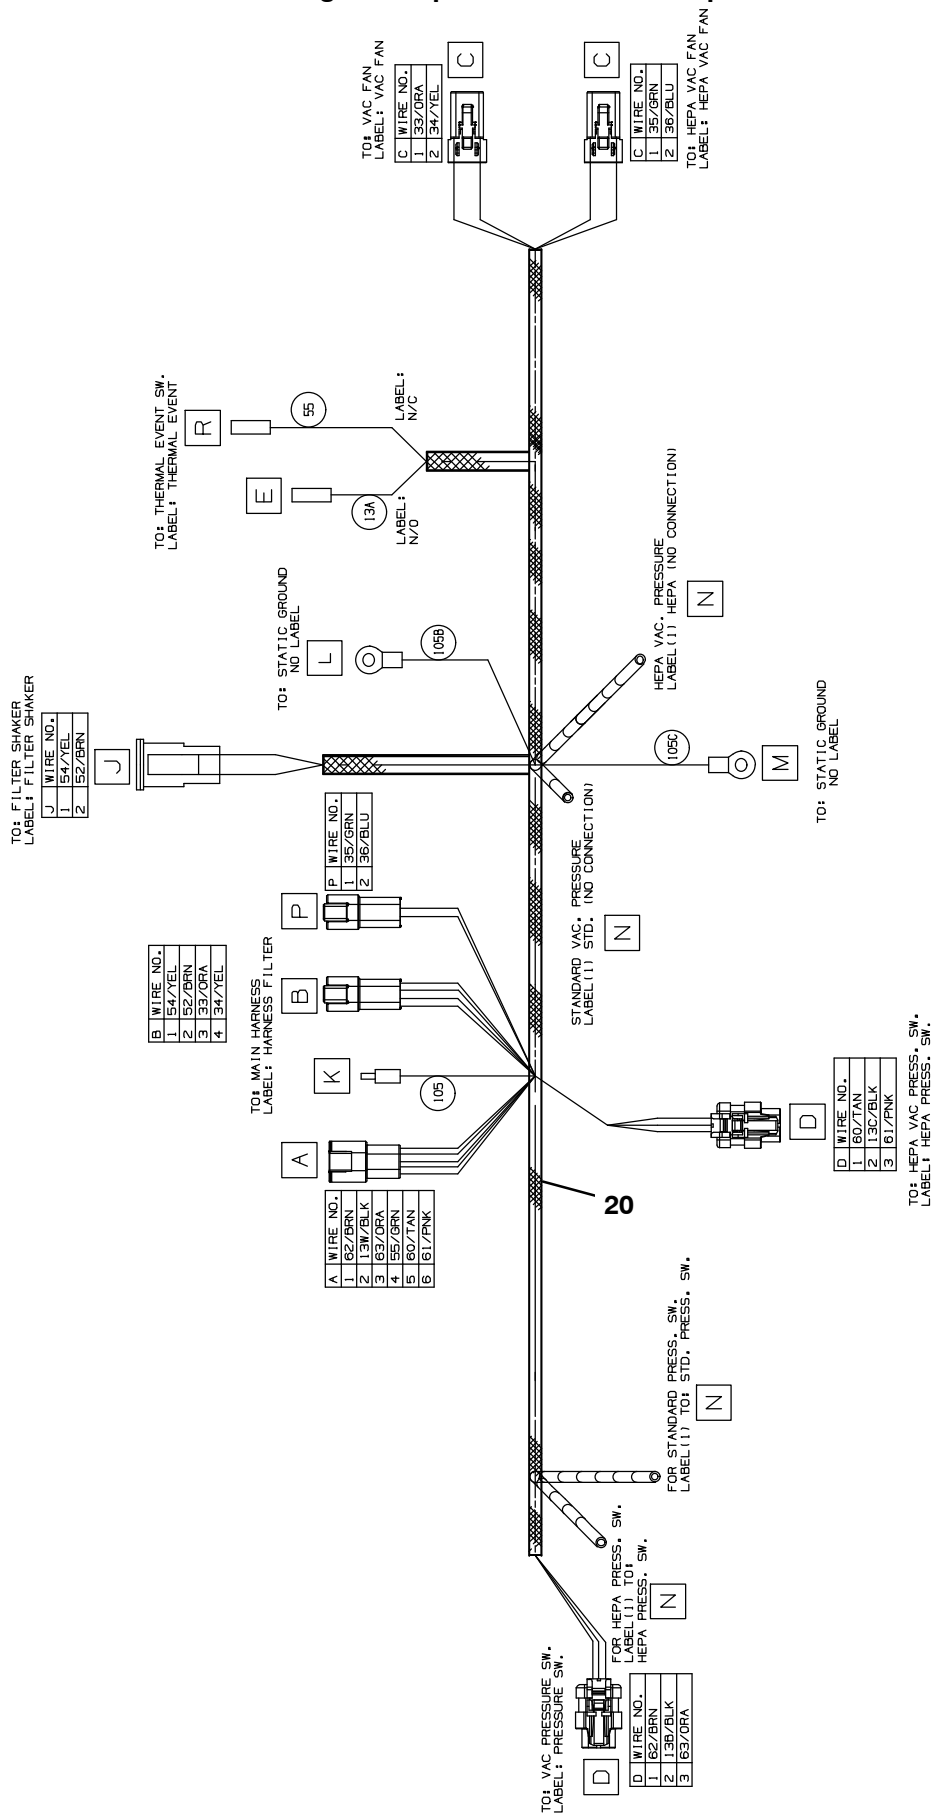 TO: VAC FAN
LABEL: VAC FAN
C
C WIRE NO.
1 33/ORA
2 34/YEL
C
C WIRE NO.
1 35/GRN
2 36/BLU
TO: HEPA VAC FAN
LABEL: HEPA VAC FAN
TO: THERMAL EVENT SW.
LABEL: THERMAL EVENT
R
55
LABEL:
N/C
E
13A
LABEL:
N/O
TO: STATIC GROUND
NO LABEL
L
105B
HEPA VAC. PRESSURE
LABEL(1) HEPA (NO CONNECTION)
N
TO: FILTER SHAKER
LABEL: FILTER SHAKER
J WIRE NO.
1 54/YEL
2 52/BRN
J
105C
M
TO: STATIC GROUND
NO LABEL
STANDARD VAC. PRESSURE
LABEL(1) STD. (NO CONNECTION)
N
P WIRE NO.
1 35/GRN
2 36/BLU
P
B WIRE NO.
1 54/YEL
2 52/BRN
3 33/ORA
4 34/YEL
B
TO: MAIN HARNESS
LABEL: HARNESS FILTER
K
105
A
A WIRE NO.
1 62/BRN
2 13W/BLK
3 63/ORA
4 55/GRN
5 60/TAN
6 61/PNK
D
D WIRE NO.
1 60/TAN
2 13C/BLK
3 61/PNK
TO: HEPA VAC PRESS. SW.
LABEL: HEPA PRESS. SW.
20
FOR STANDARD PRESS. SW.
LABEL(1) TO: STD. PRESS. SW.
N
FOR HEPA PRESS. SW.
LABEL(1) TO:
HEPA PRESS. SW.
N
TO: VAC PRESSURE SW.
LABEL: PRESSURE SW.
D
D WIRE NO.
1 62/BRN
2 13B/BLK
3 63/ORA